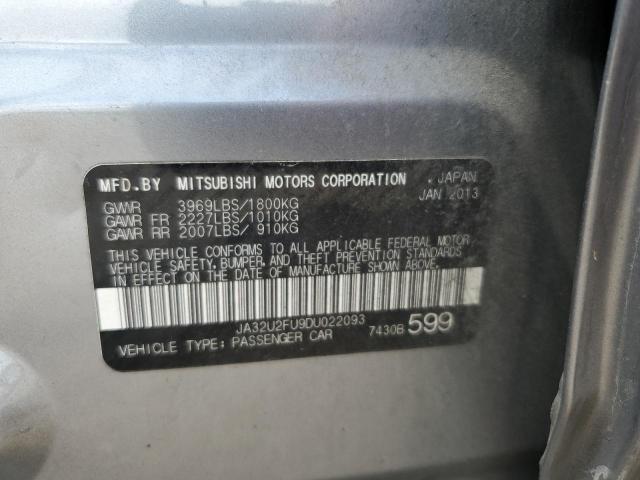 MFD.BY MITSUBISHI MOTORS CORPORATION JAPAN
JAN 2013
GVWR 3969LBS/1800KG
GAWR FR 2227LBS/1010KG
GAWR RR 2007LBS/ 910KG
THIS VEHICLE CONFORMS TO ALL APPLICABLE FEDERAL MOTOR
VEHICLE SAFETY, BUMPER, AND THEFT PREVENTION STANDARDS
IN EFFECT ON THE DATE OF MANUFACTURE SHOWN ABOVE.
JA32U2FU9DU022093
7430B 599
VEHICLE TYPE: PASSENGER CAR